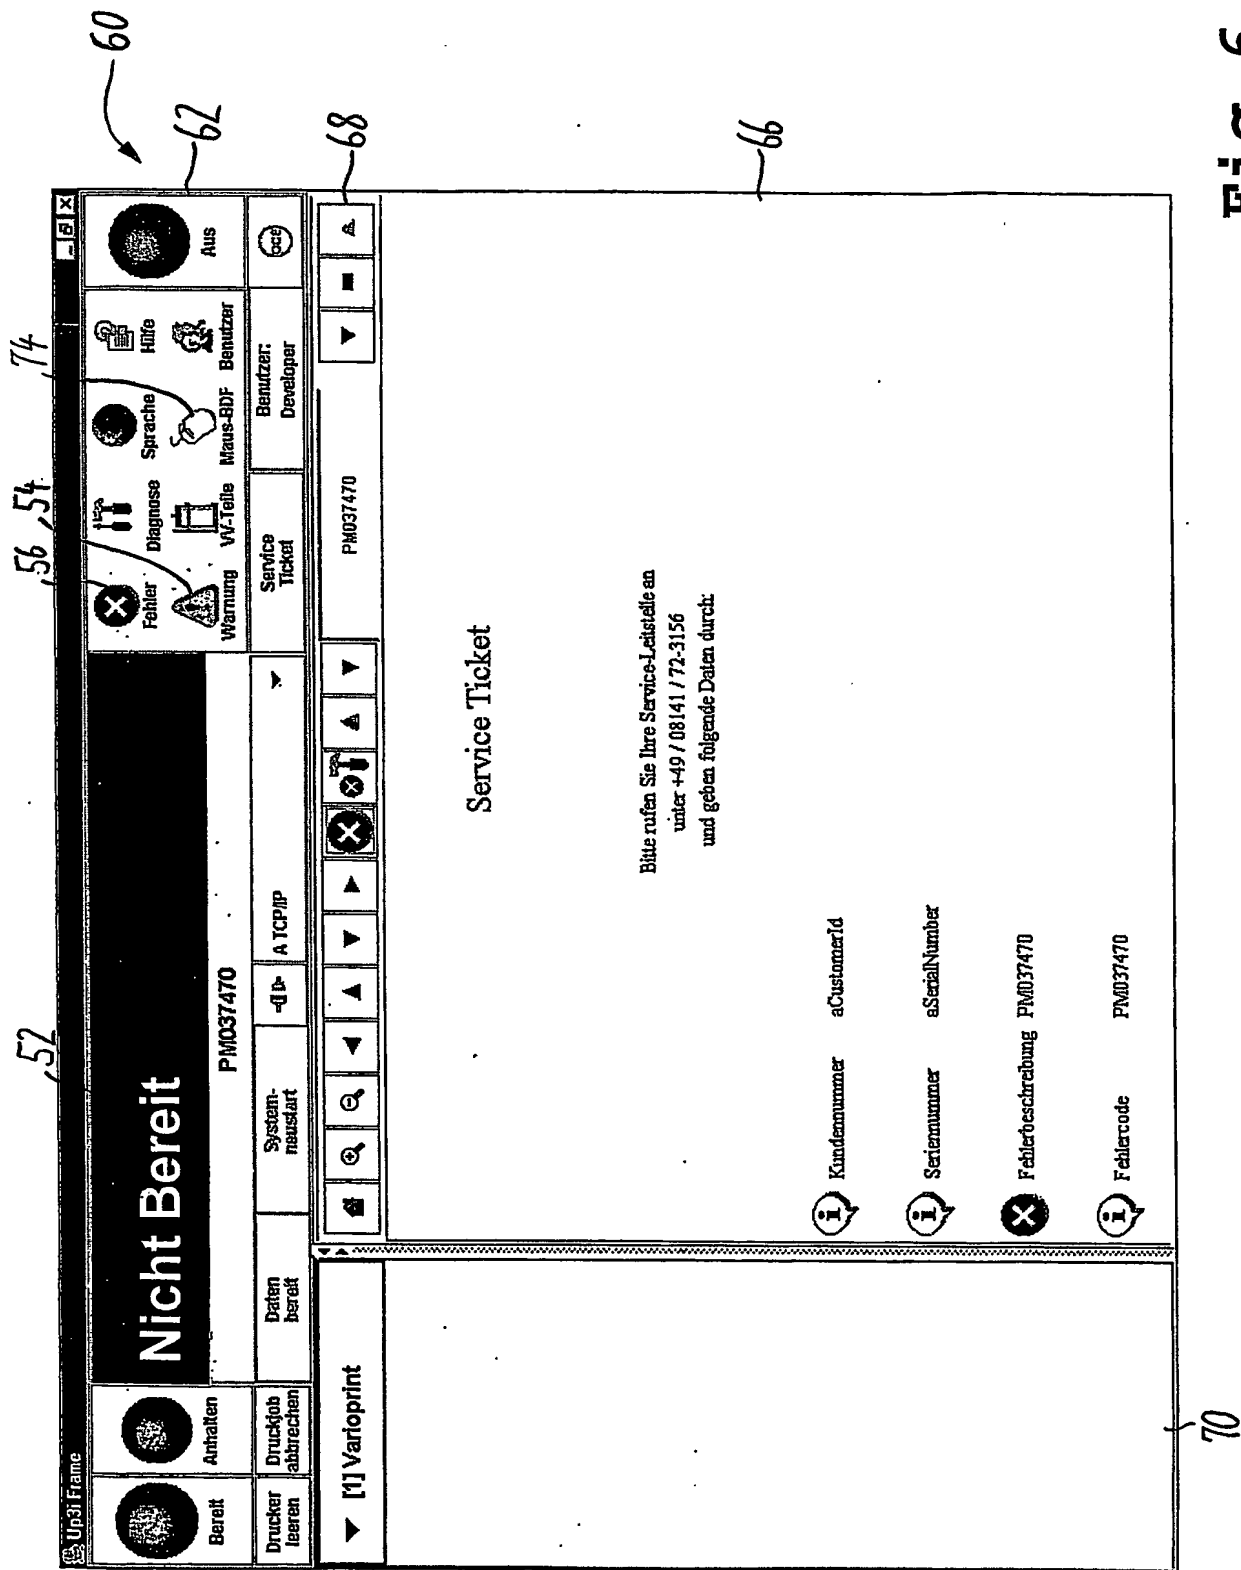 60
Up3i Frame
52
56
54
74
62
Bereit
Anhalten
Nicht Bereit
PM037470
Fehler
Diagnose
Sprache
Hilfe
Warnung
VV-Teile
Maus-BDF
Benutzer
Aus
Drucker
leeren
Druckjob
abbrechen
Daten
bereit
System-
neustart
A TCP/IP
Service
Ticket
Benutzer:
Developer
océ
[1] Varioprint
PM037470
68
Service Ticket
Bitte rufen Sie Ihre Service-Leitstelle an
unter +49 / 08141 / 72-3156
und geben folgende Daten durch:
66
Kundennummer aCustomerId
Seriennummer aSerialNumber
Fehlerbeschreibung PM037470
Fehlercode PM037470
70
Fig. 6